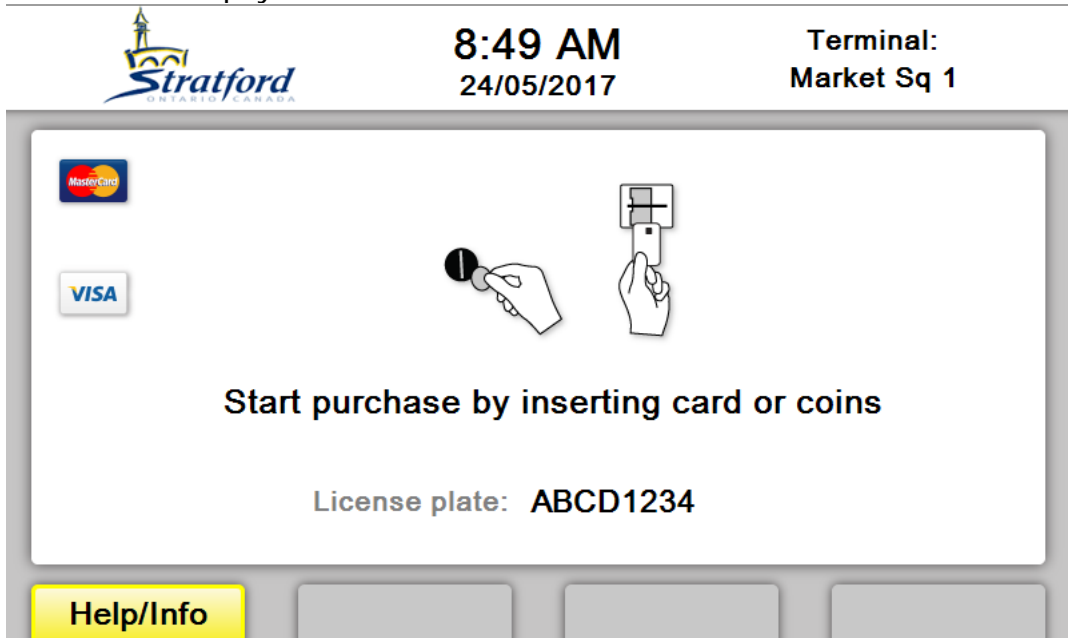 8:49 AM
24/05/2017
Terminal:
Market Sq 1
Stratford
ONTARIO CANADA
MasterCard
VISA
Start purchase by inserting card or coins
License plate: ABCD1234
Help/Info